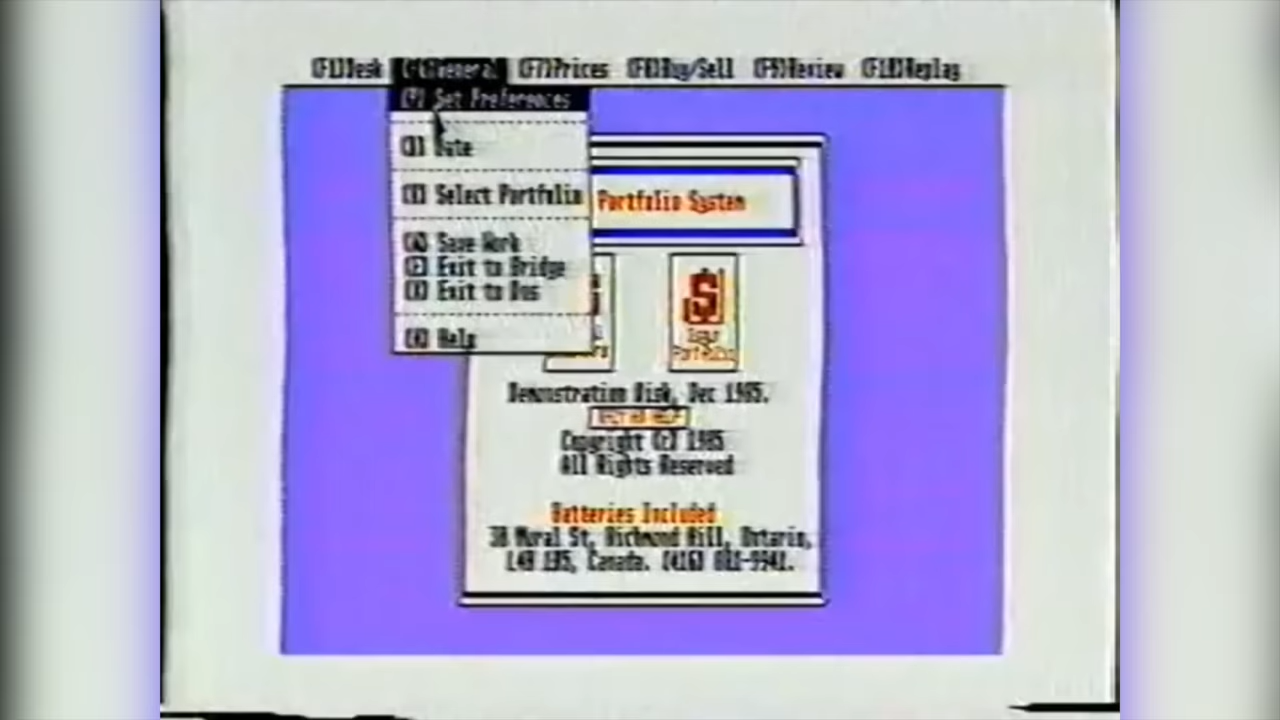 (F1)Desk (F6)General (F7)Prices (F8)Buy/Sell (F9)Review (F10)Replay
Set Preferences
Date
Select Portfolio
Save Work
Exit to Bridge
Exit to Dos
Help
Portfolio System
Your
Portfolio
Demonstration Disk, Dec 1985.
Copyright (C) 1985
All Rights Reserved
Batteries Included
30 Mural St, Richmond Hill, Ontario,
L4B 1B5, Canada. (416) 881-9941.